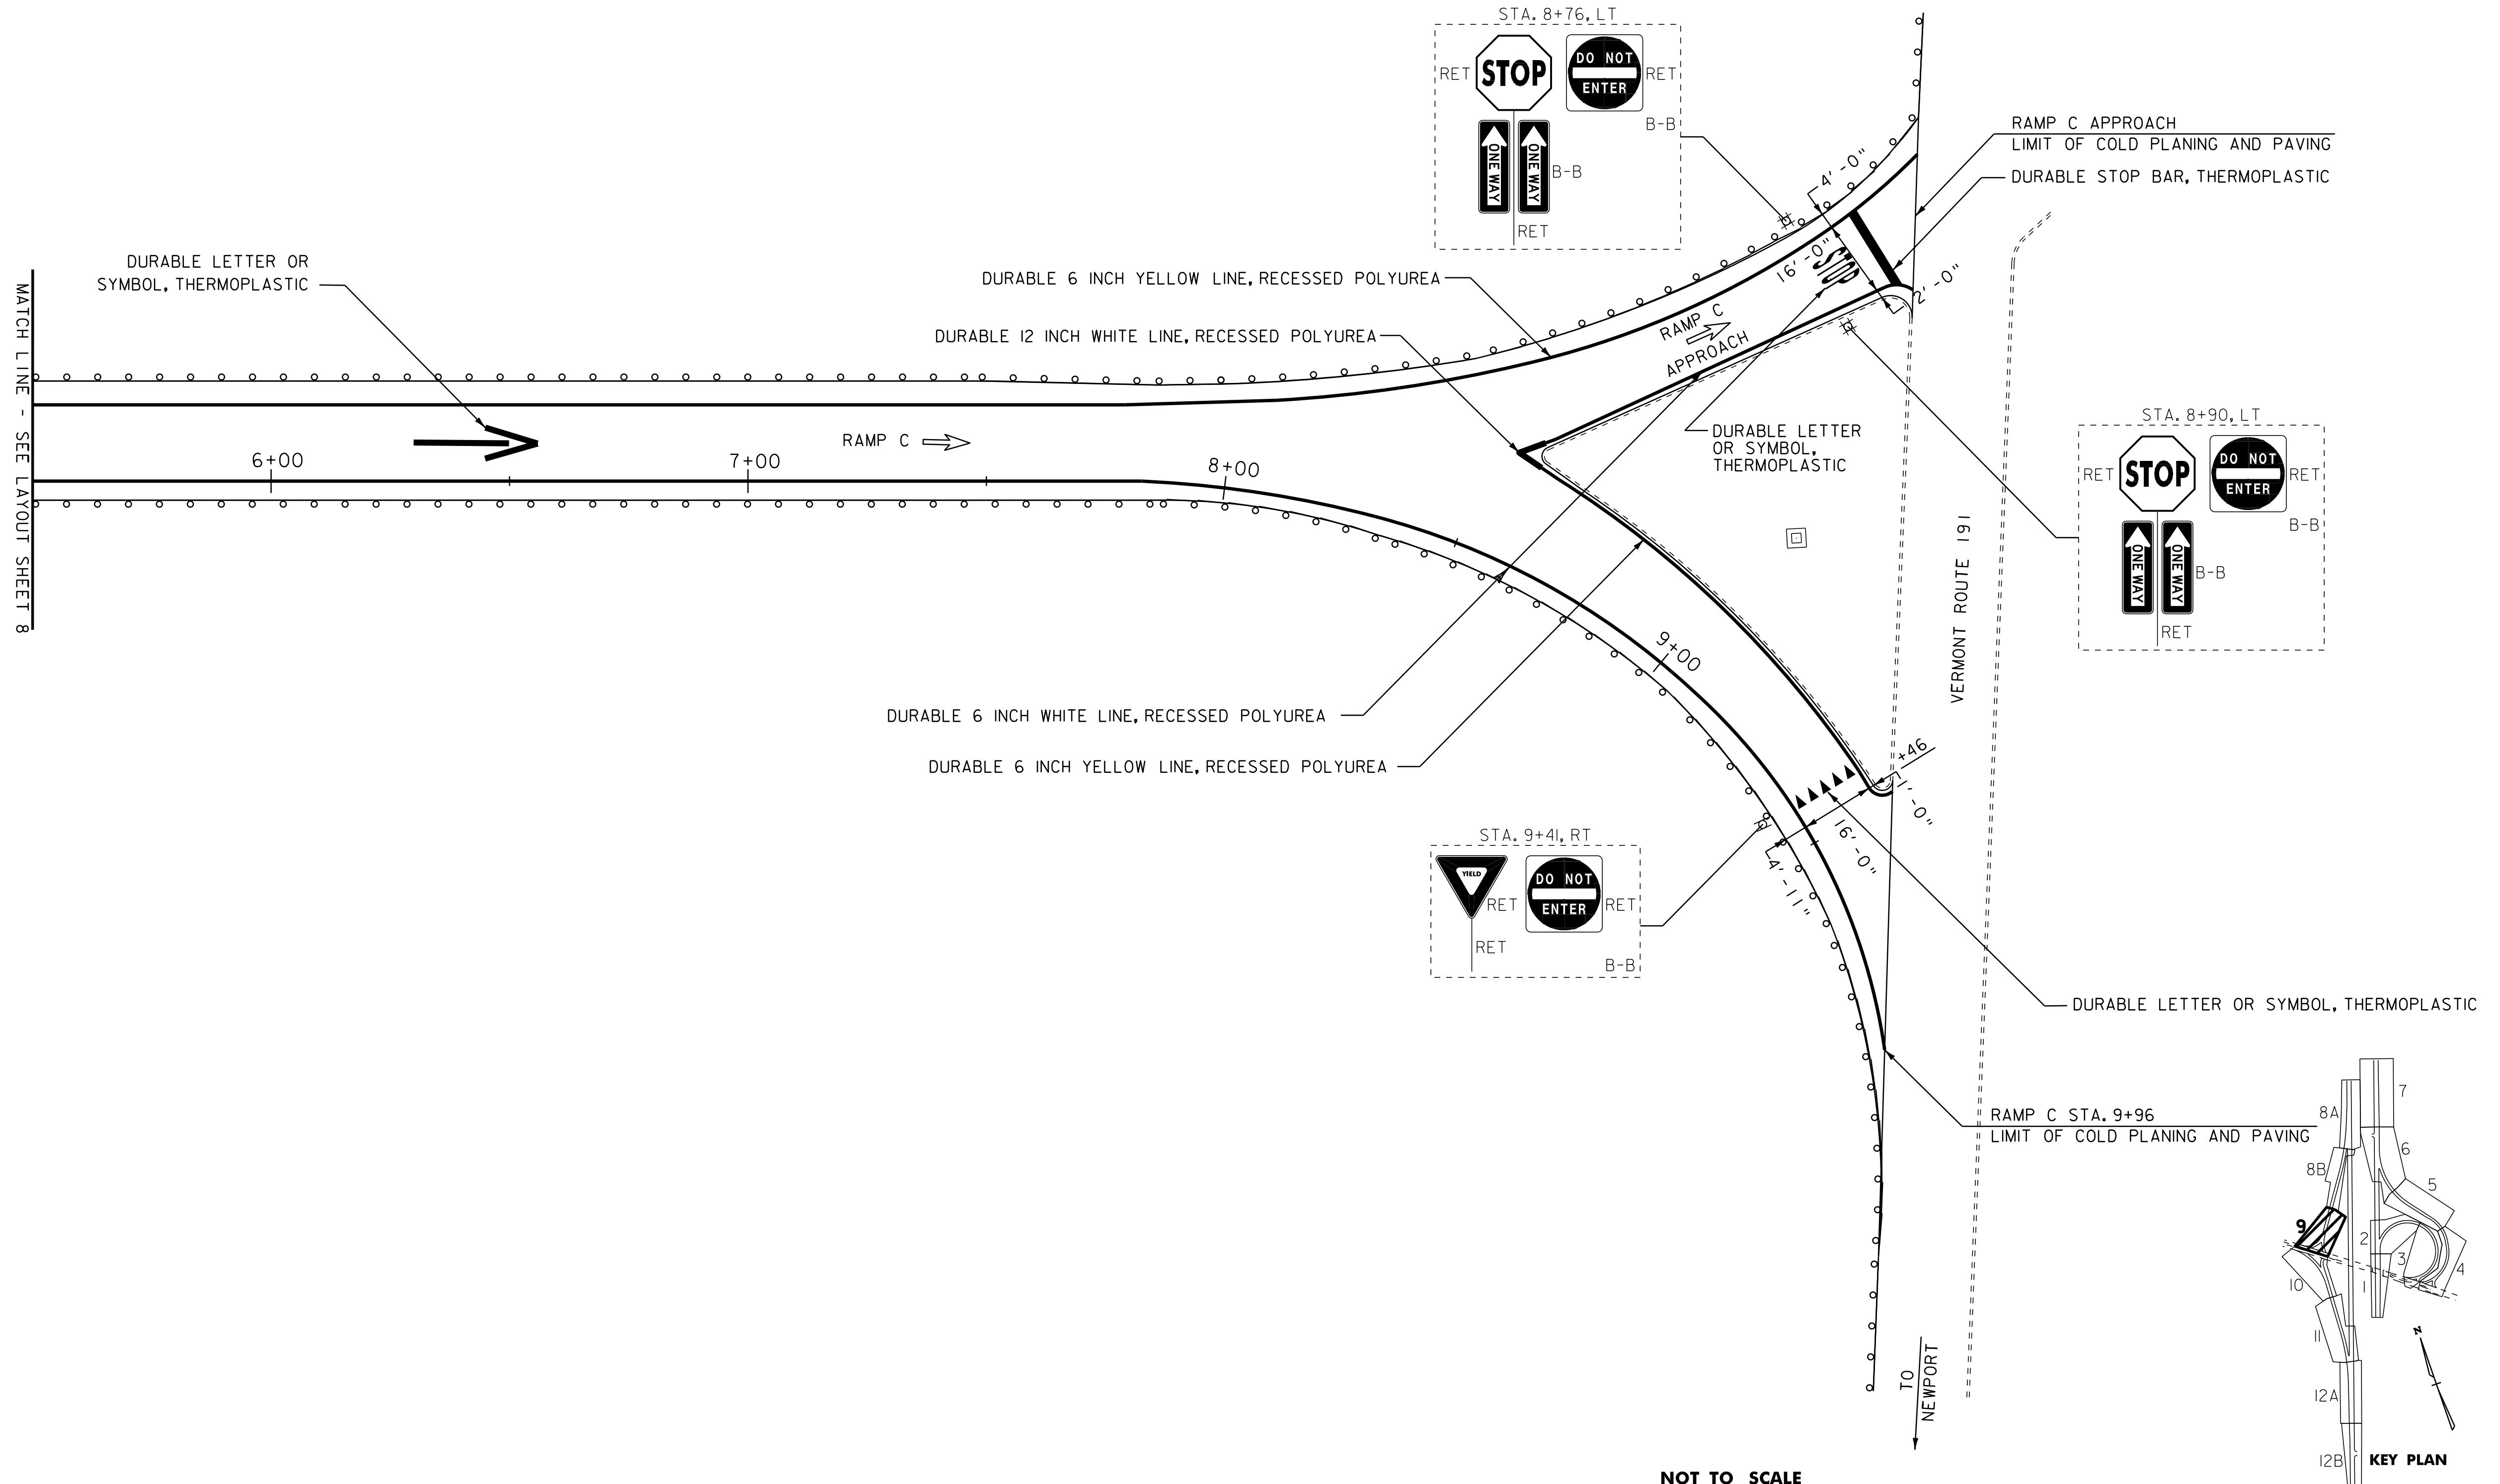 STA. 8+76, LT
RET
STOP
DO NOT
ENTER
RET
B-B
ONE WAY
ONE WAY
B-B
RET
4'-0"
RAMP C APPROACH
LIMIT OF COLD PLANING AND PAVING
DURABLE STOP BAR, THERMOPLASTIC
DURABLE LETTER OR
SYMBOL, THERMOPLASTIC
DURABLE 6 INCH YELLOW LINE, RECESSED POLYUREA
16'-0"
STOP
2'-0"
DURABLE 12 INCH WHITE LINE, RECESSED POLYUREA
RAMP C
APPROACH
MATCH LINE - SEE LAYOUT SHEET 8
STA. 8+90, LT
RET
STOP
DO NOT
ENTER
RET
B-B
ONE WAY
ONE WAY
B-B
RET
DURABLE LETTER
OR SYMBOL,
THERMOPLASTIC
RAMP C
6+00
7+00
8+00
9+00
VERMONT ROUTE 191
DURABLE 6 INCH WHITE LINE, RECESSED POLYUREA
DURABLE 6 INCH YELLOW LINE, RECESSED POLYUREA
+46
1'-0"
16'-0"
4'-11"
STA. 9+41, RT
YIELD
RET
DO NOT
ENTER
RET
RET
B-B
DURABLE LETTER OR SYMBOL, THERMOPLASTIC
RAMP C STA. 9+96
LIMIT OF COLD PLANING AND PAVING
TO
NEWPORT
7
8A
6
8B
5
9
2
3
4
10
1
11
N
12A
12B
KEY PLAN
NOT TO SCALE